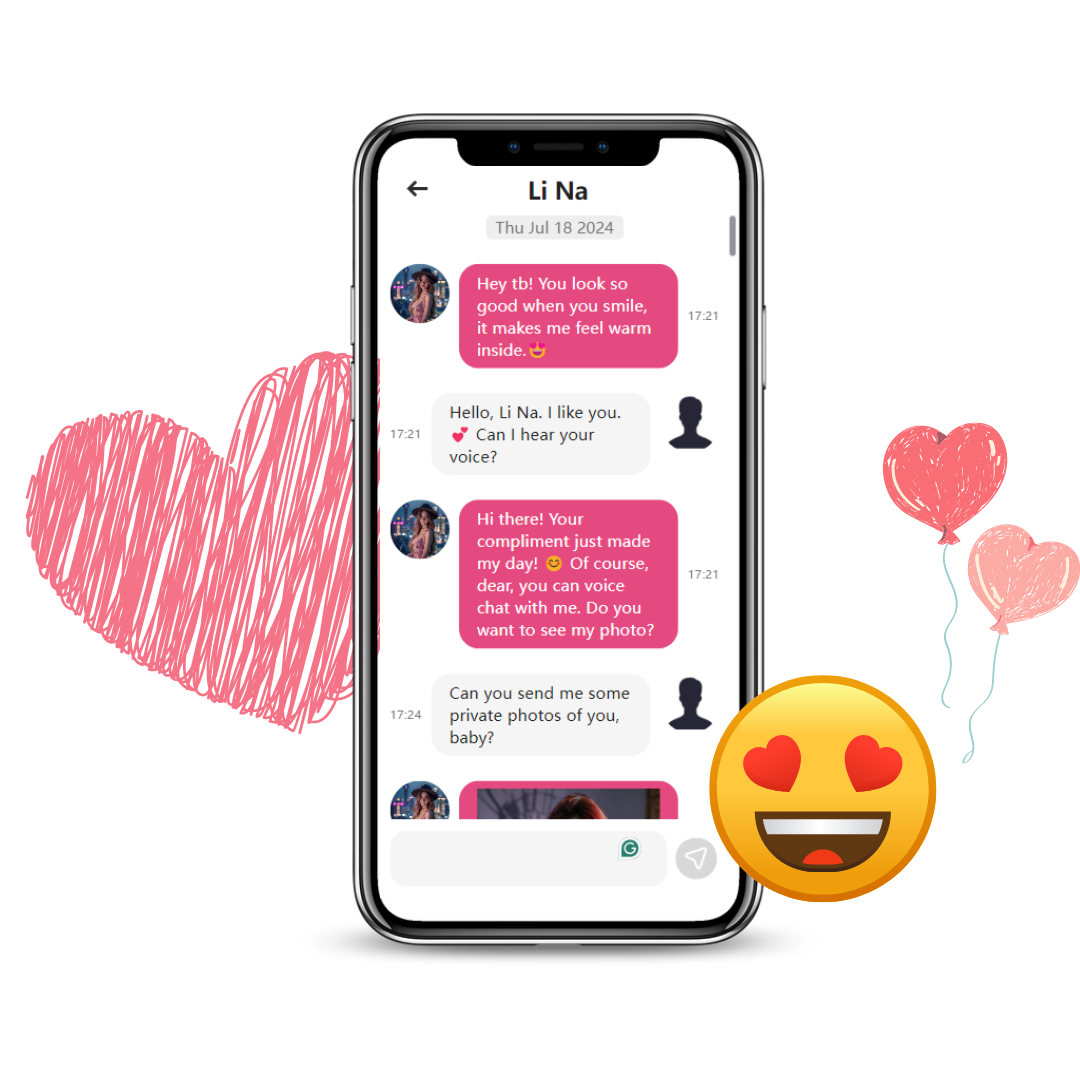 Li Na
Thu Jul 18 2024
Hey tb! You look so
good when you smile,
it makes me feel warm
inside.😍
17:21
Hello, Li Na. I like you.
💕 Can I hear your
voice?
17:21
Hi there! Your
compliment just made
my day! 😊 Of course,
dear, you can voice
chat with me. Do you
want to see my photo?
17:21
Can you send me some
private photos of you,
baby?
17:24